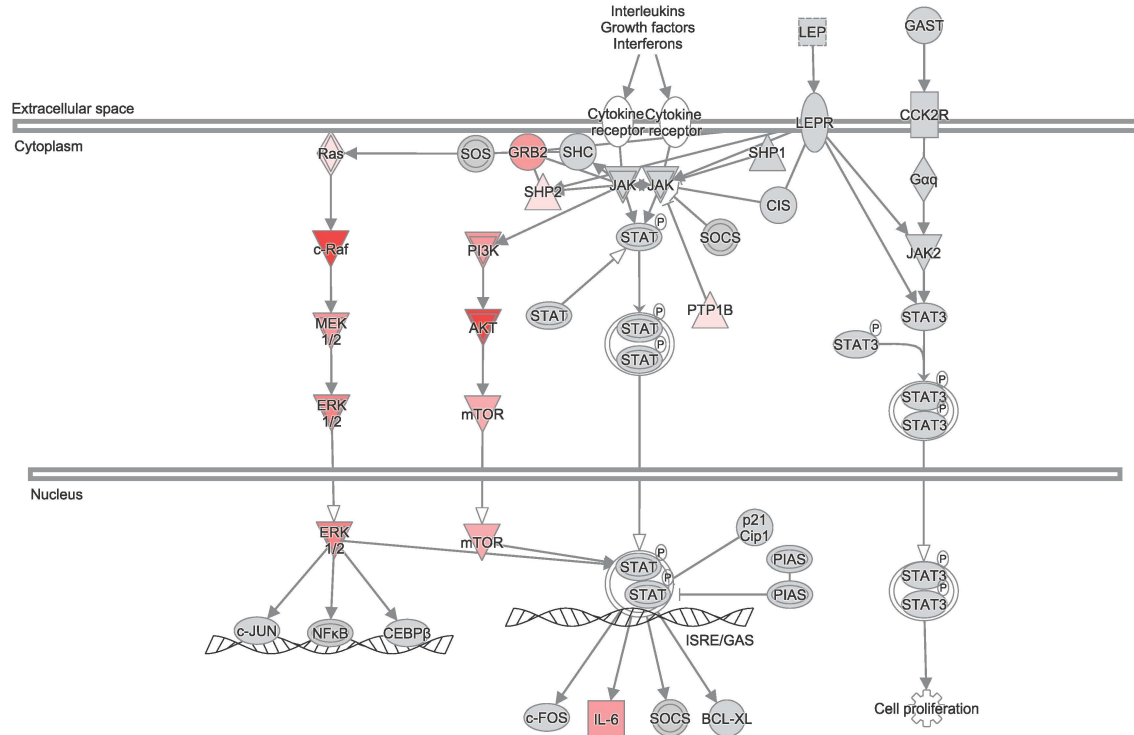 Interleukins
Growth factors
Interferons
LEP
GAST
Extracellular space
Cytokine
receptor
Cytokine
receptor
LEPR
CCK2R
Cytoplasm
Ras
SOS
GRB2
SHC
SHP1
SHP2
JAK
JAK
Gαq
CIS
P
STAT
SOCS
c-Raf
PI3K
JAK2
PTP1B
STAT
STAT3
MEK
1/2
AKT
P
STAT
P
STAT
P
STAT3
ERK
1/2
mTOR
P
STAT3
P
STAT3
Nucleus
ERK
1/2
mTOR
p21
Cip1
P
STAT
P
STAT
PIAS
PIAS
P
STAT3
P
STAT3
c-JUN
NFκB
CEBPβ
ISRE/GAS
c-FOS
IL-6
SOCS
BCL-XL
Cell proliferation